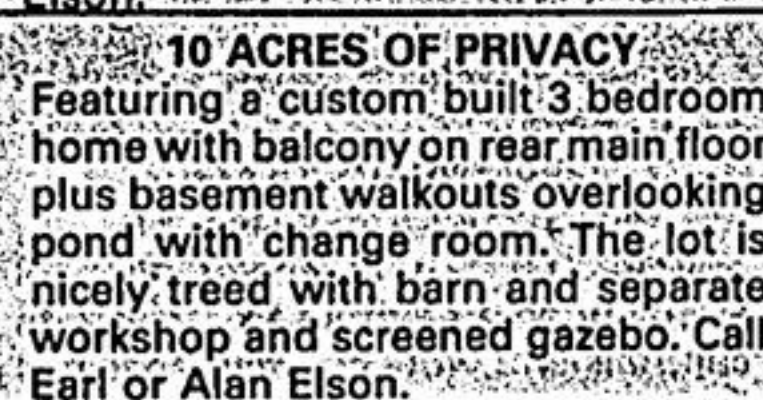 Elson.
10 ACRES OF PRIVACY
Featuring a custom built 3 bedroom
home with balcony on rear main floor
plus basement walkouts overlooking
pond with change room. The lot is
nicely treed with barn and separate
workshop and screened gazebo. Call
Earl or Alan Elson.